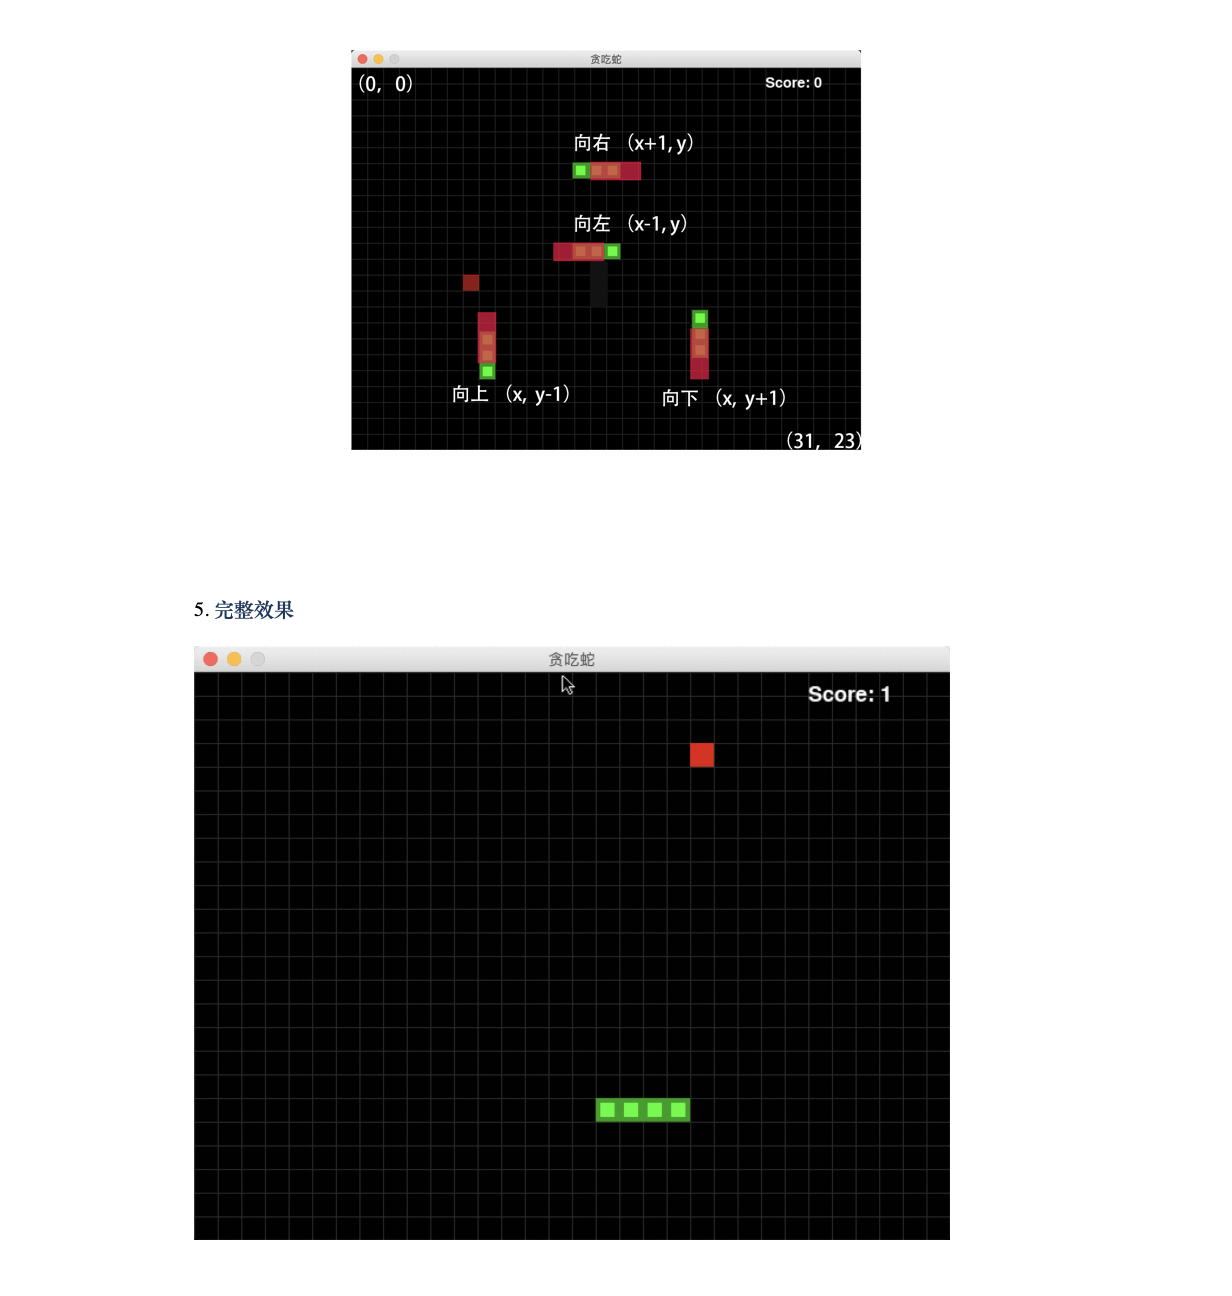 贪吃蛇
(0, 0)
Score: 0
向右 (x+1, y)
向左 (x-1, y)
向上 (x, y-1)
向下 (x, y+1)
(31, 23)
5. 完整效果
贪吃蛇
Score: 1